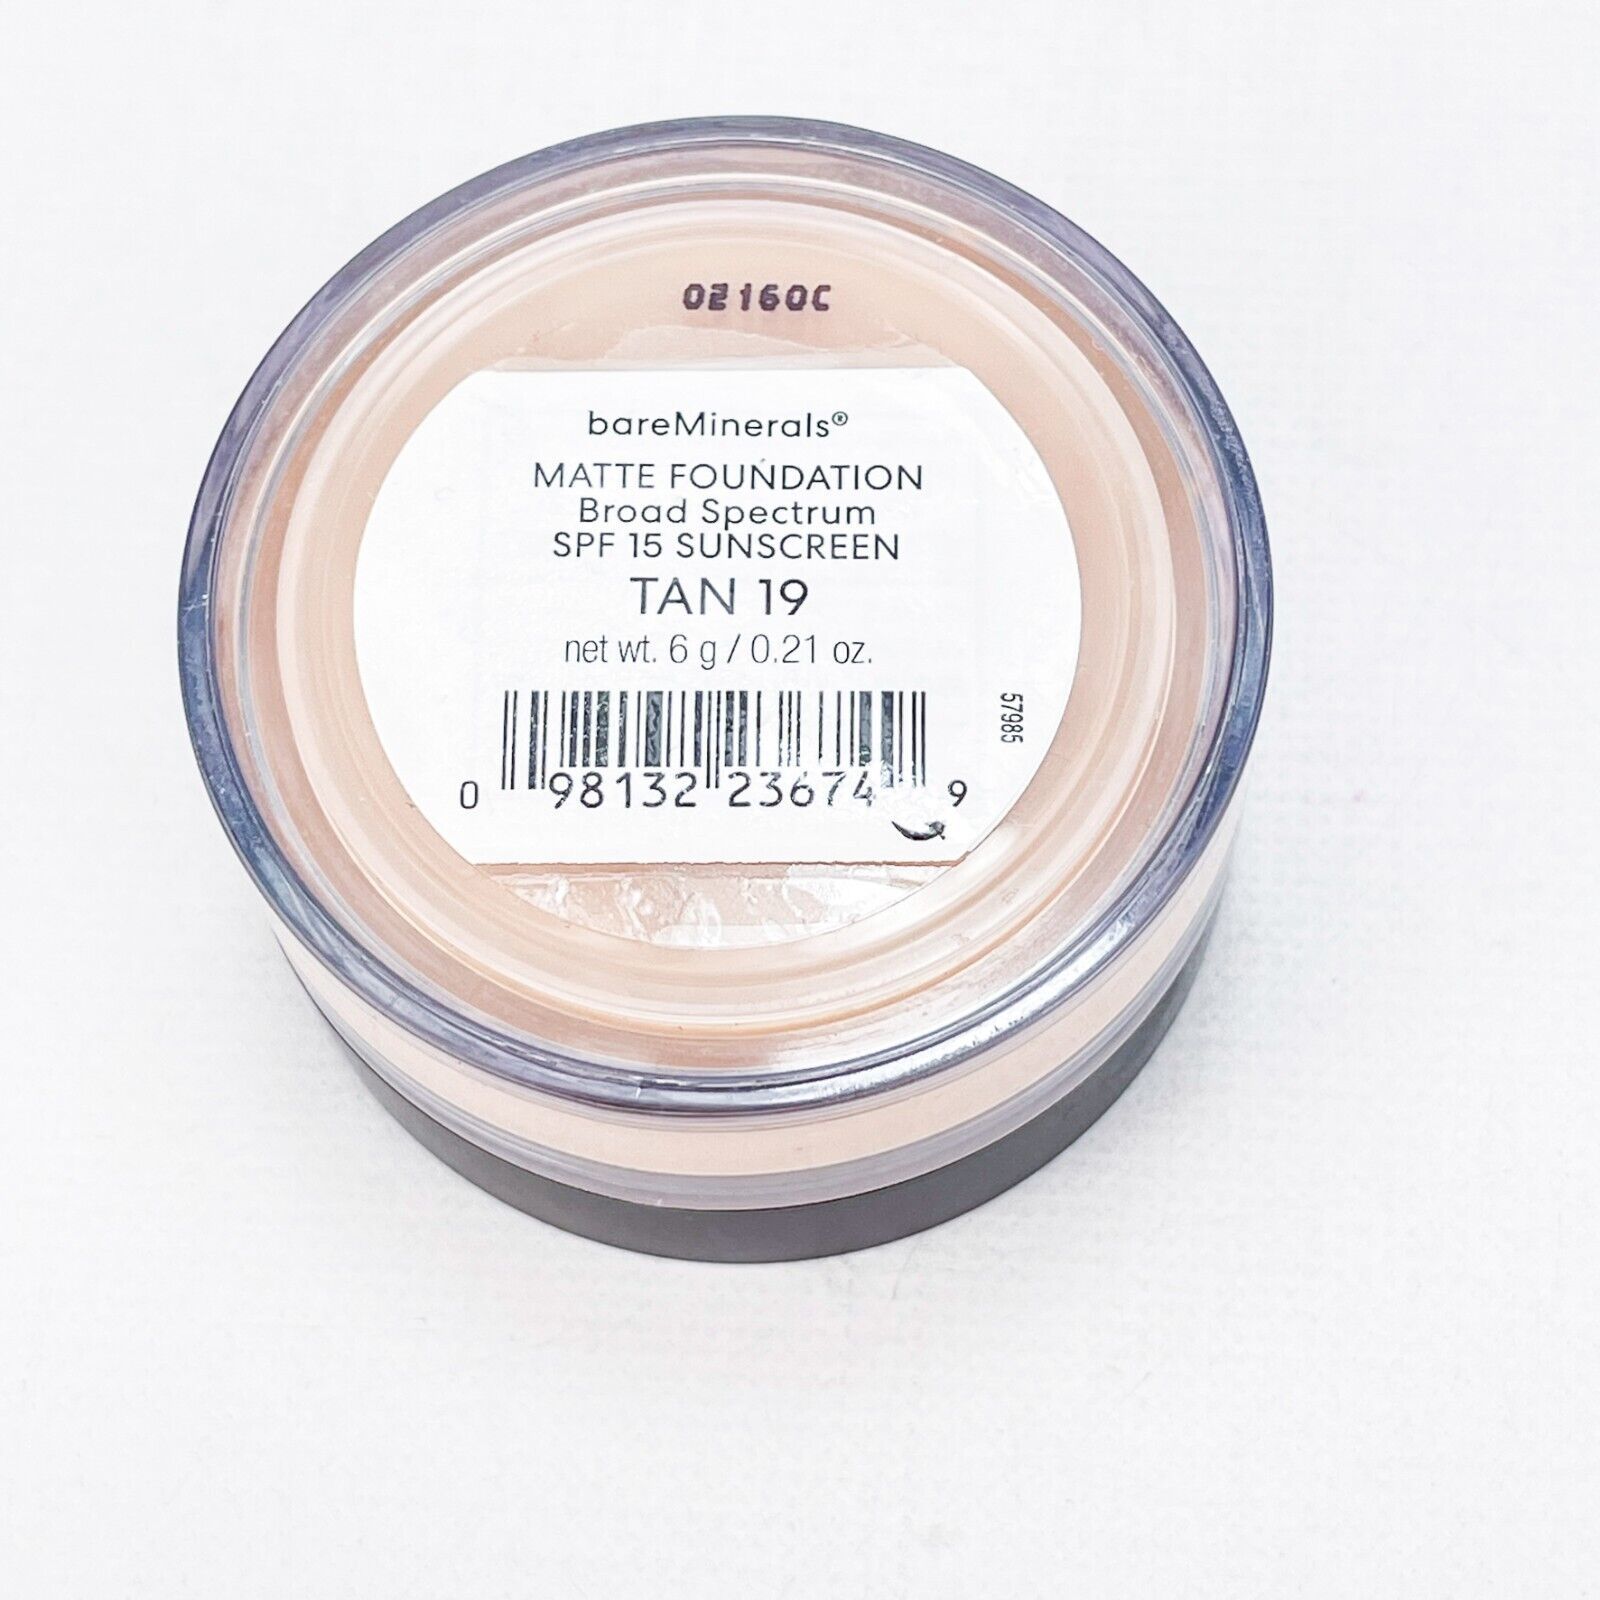 02160C
bareMinerals®
MATTE FOUNDATION
Broad Spectrum
SPF 15 SUNSCREEN
TAN 19
net wt. 6 g / 0.21 oz.
57985
0 98132 23674 9